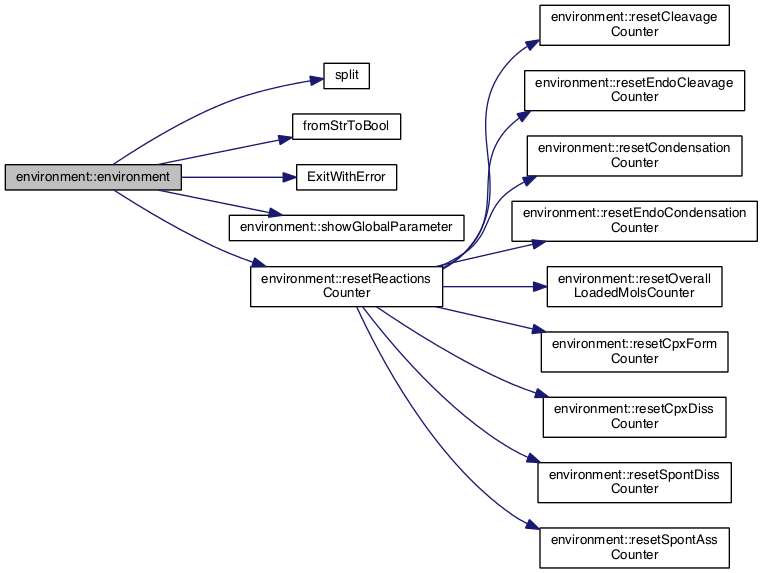 environment::environment
split
fromStrToBool
ExitWithError
environment::showGlobalParameter
environment::resetReactions
Counter
environment::resetCleavage
Counter
environment::resetEndoCleavage
Counter
environment::resetCondensation
Counter
environment::resetEndoCondensation
Counter
environment::resetOverall
LoadedMolsCounter
environment::resetCpxForm
Counter
environment::resetCpxDiss
Counter
environment::resetSpontDiss
Counter
environment::resetSpontAss
Counter